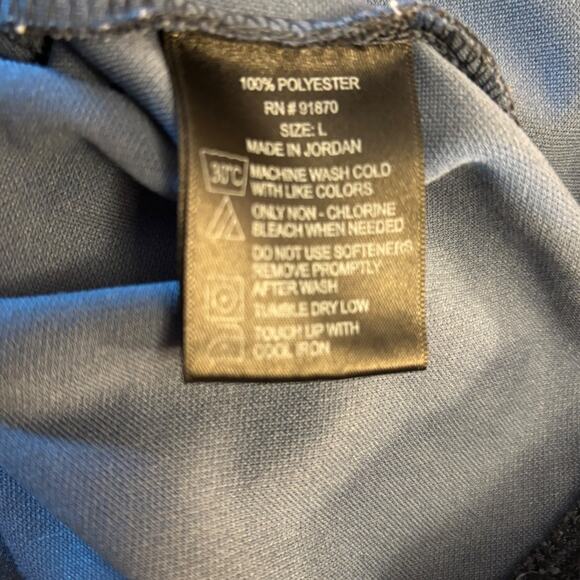 100% POLYESTER
RN # 91870
SIZE: L
MADE IN JORDAN
30°C MACHINE WASH COLD
WITH LIKE COLORS
ONLY NON - CHLORINE
BLEACH WHEN NEEDED
DO NOT USE SOFTENERS
REMOVE PROMPTLY
AFTER WASH
TUMBLE DRY LOW
TOUCH UP WITH
COOL IRON